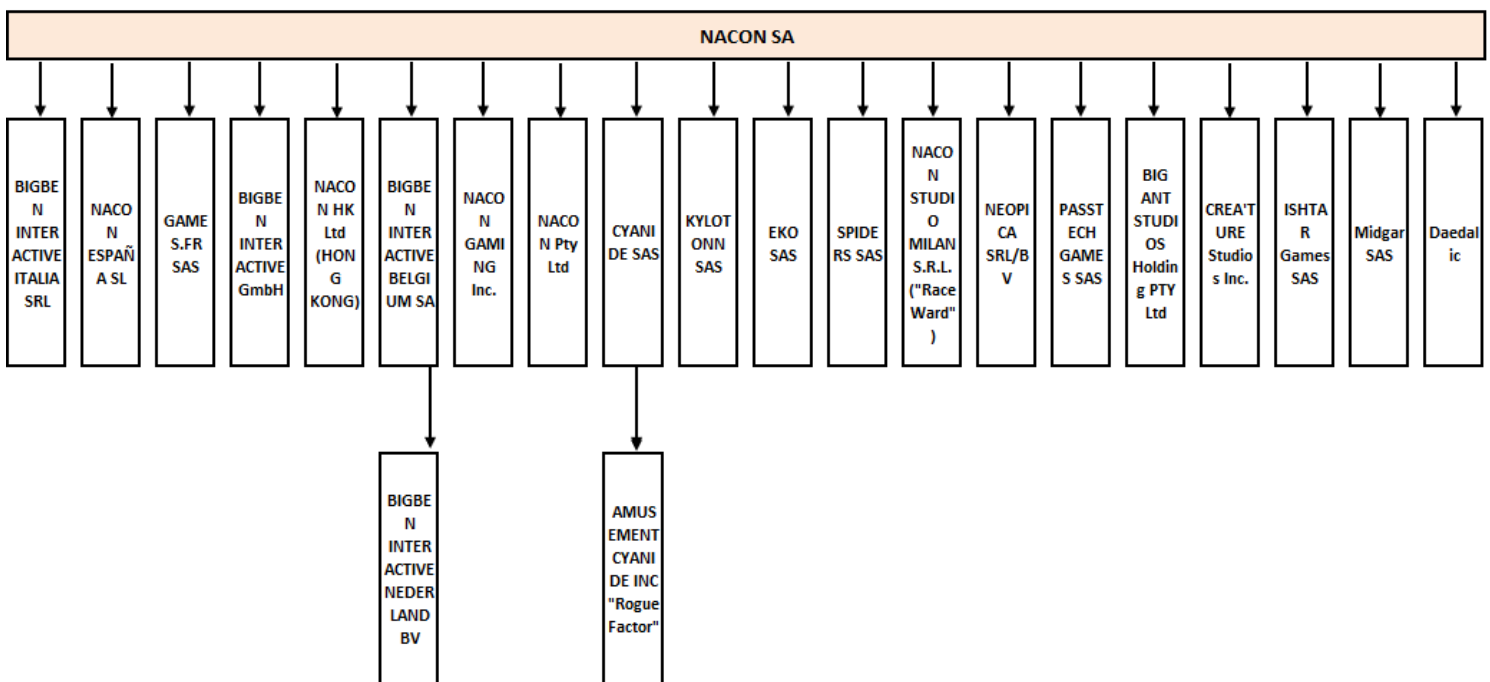 NACON SA
BIGBE
N
INTER
ACTIVE
ITALIA
SRL
NACO
N
ESPAÑ
A SL
GAME
S.FR
SAS
BIGBE
N
INTER
ACTIVE
GmbH
NACO
N HK
Ltd
(HON
G
KONG)
BIGBE
N
INTER
ACTIVE
BELGI
UM SA
NACO
N
GAMI
NG
Inc.
NACO
N Pty
Ltd
CYANI
DE SAS
KYLOT
ONN
SAS
EKO
SAS
SPIDE
RS SAS
NACO
N
STUDI
O
MILAN
S.R.L.
("Race
Ward"
)
NEOPI
CA
SRL/B
V
PASST
ECH
GAME
S SAS
BIG
ANT
STUDI
OS
Holdin
g PTY
Ltd
CREA'T
URE
Studio
s Inc.
ISHTA
R
Games
SAS
Midgar
SAS
Daedal
ic
BIGBE
N
INTER
ACTIVE
NEDER
LAND
BV
AMUS
EMENT
CYANI
DE INC
"Rogue
Factor"